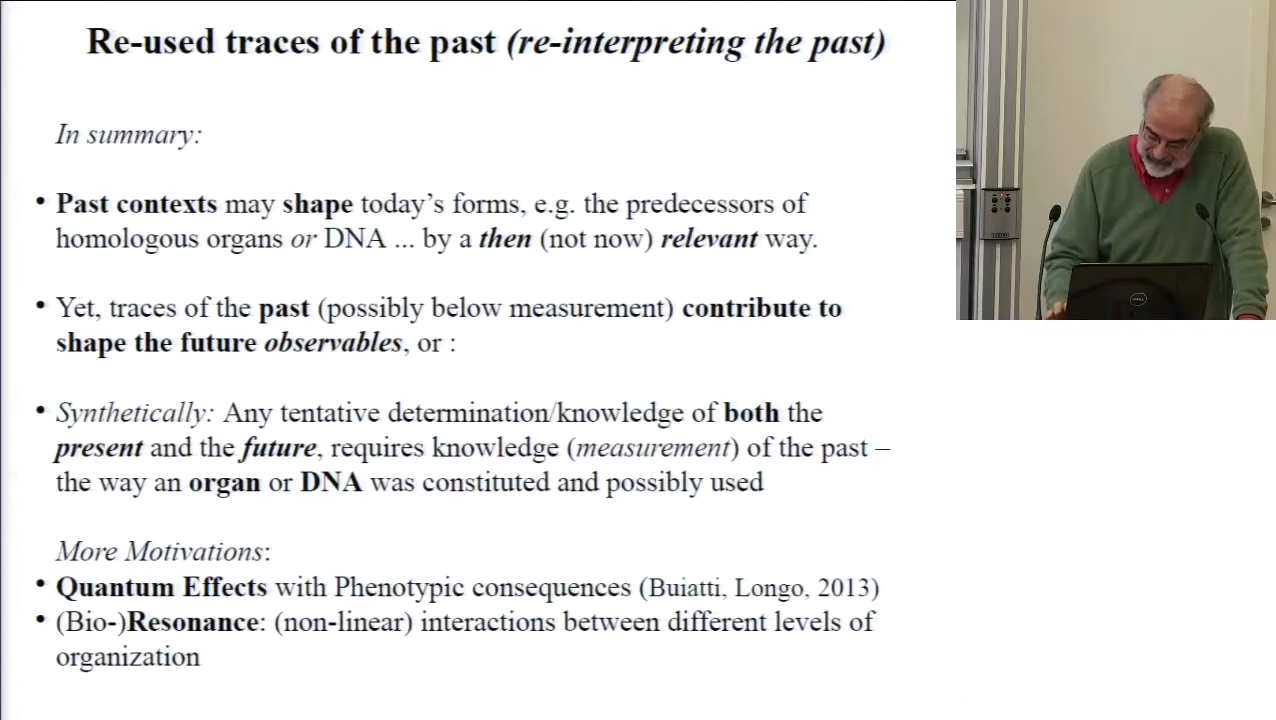 Re-used traces of the past (re-interpreting the past)
In summary:
• Past contexts may shape today’s forms, e.g. the predecessors of
homologous organs or DNA ... by a then (not now) relevant way.
• Yet, traces of the past (possibly below measurement) contribute to
shape the future observables, or :
• Synthetically: Any tentative determination/knowledge of both the
present and the future, requires knowledge (measurement) of the past –
the way an organ or DNA was constituted and possibly used
More Motivations:
• Quantum Effects with Phenotypic consequences (Buiatti, Longo, 2013)
• (Bio-)Resonance: (non-linear) interactions between different levels of
organization
DELL